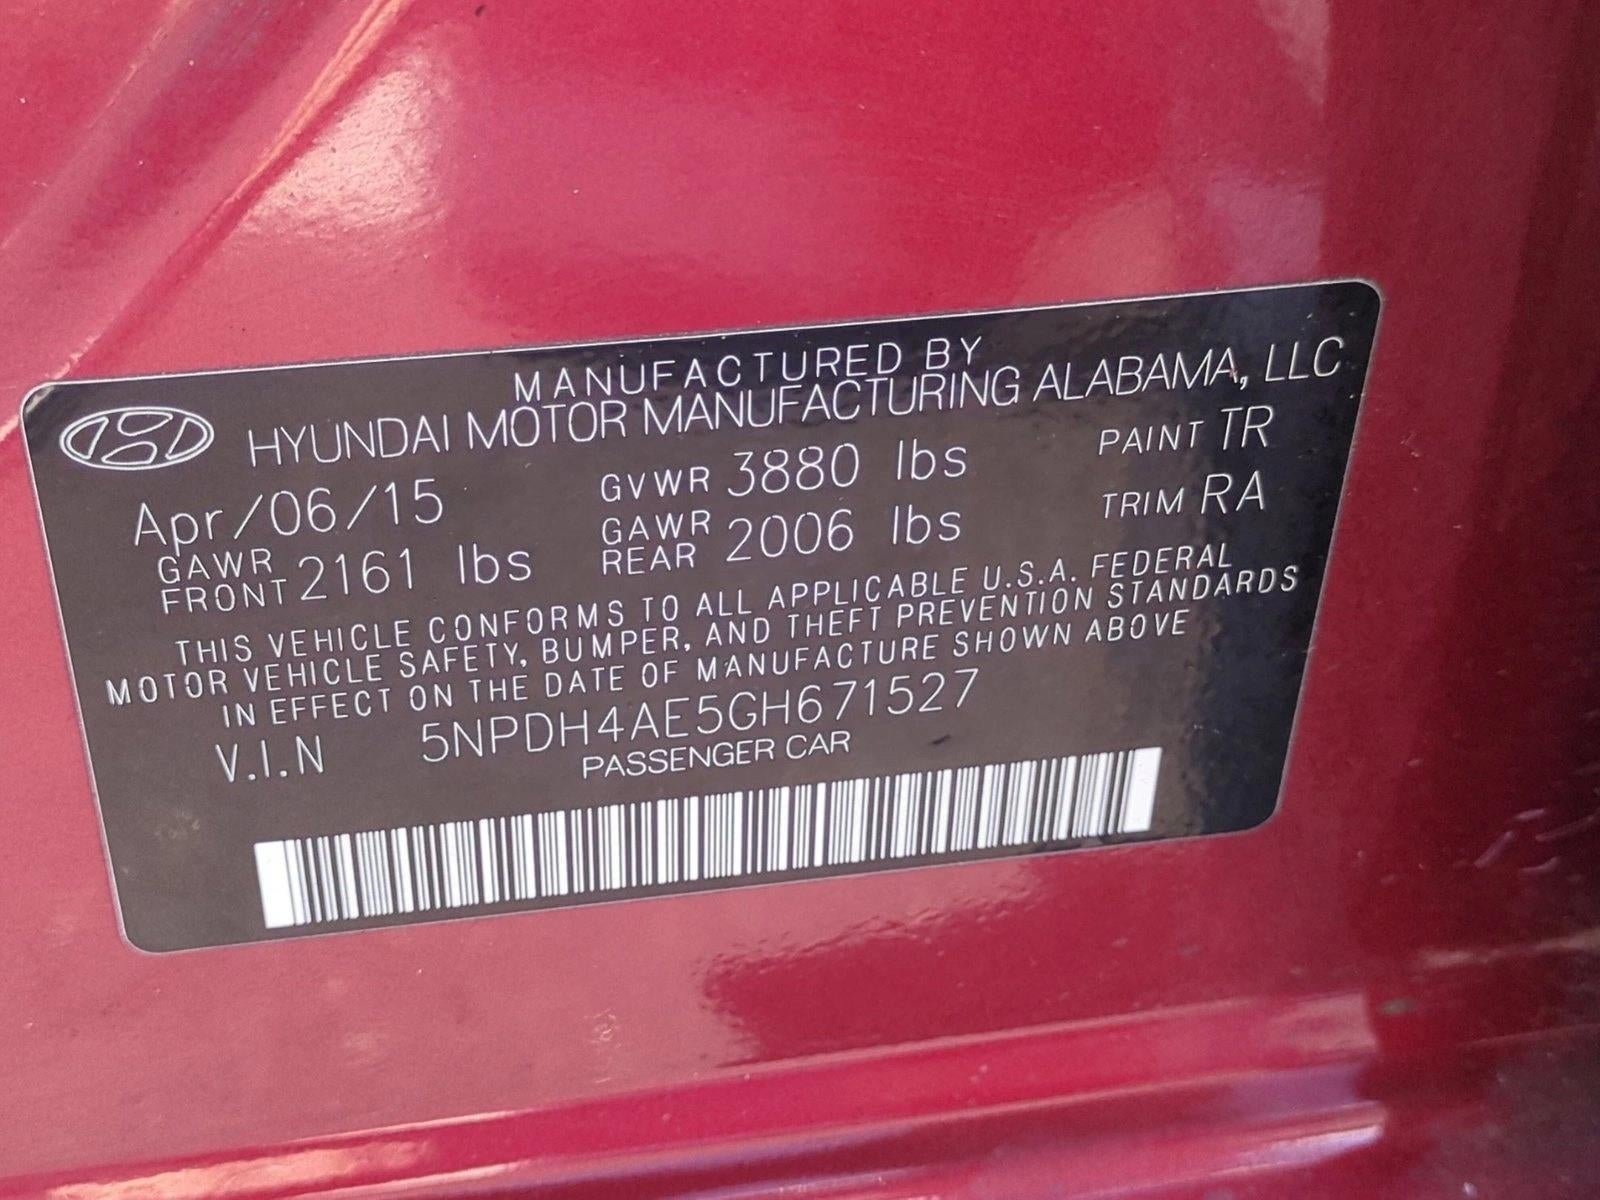 MANUFACTURED BY
HYUNDAI MOTOR MANUFACTURING ALABAMA, LLC
Apr/06/15 GVWR 3880 lbs PAINT TR
GAWR FRONT 2161 lbs GAWR REAR 2006 lbs TRIM RA
THIS VEHICLE CONFORMS TO ALL APPLICABLE U.S.A. FEDERAL
MOTOR VEHICLE SAFETY, BUMPER, AND THEFT PREVENTION STANDARDS
IN EFFECT ON THE DATE OF MANUFACTURE SHOWN ABOVE
V.I.N 5NPDH4AE5GH671527
PASSENGER CAR